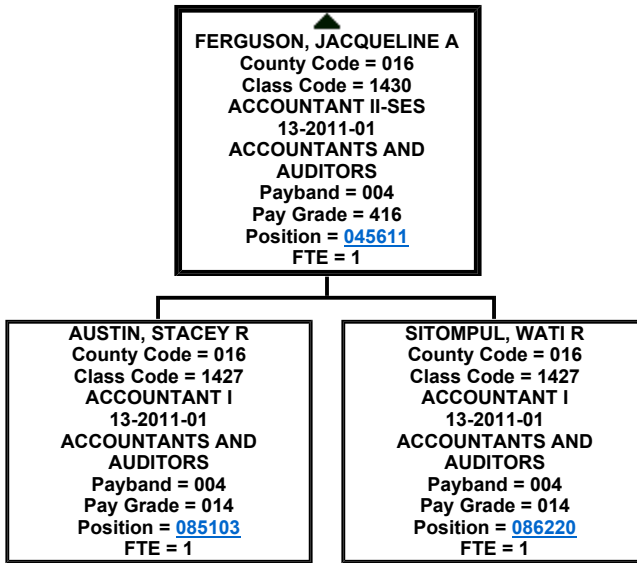 FERGUSON, JACQUELINE A
County Code = 016
Class Code = 1430
ACCOUNTANT II-SES
13-2011-01
ACCOUNTANTS AND
AUDITORS
Payband = 004
Pay Grade = 416
Position = 045611
FTE = 1
AUSTIN, STACEY R
County Code = 016
Class Code = 1427
ACCOUNTANT I
13-2011-01
ACCOUNTANTS AND
AUDITORS
Payband = 004
Pay Grade = 014
Position = 085103
FTE = 1
SITOMPUL, WATI R
County Code = 016
Class Code = 1427
ACCOUNTANT I
13-2011-01
ACCOUNTANTS AND
AUDITORS
Payband = 004
Pay Grade = 014
Position = 086220
FTE = 1